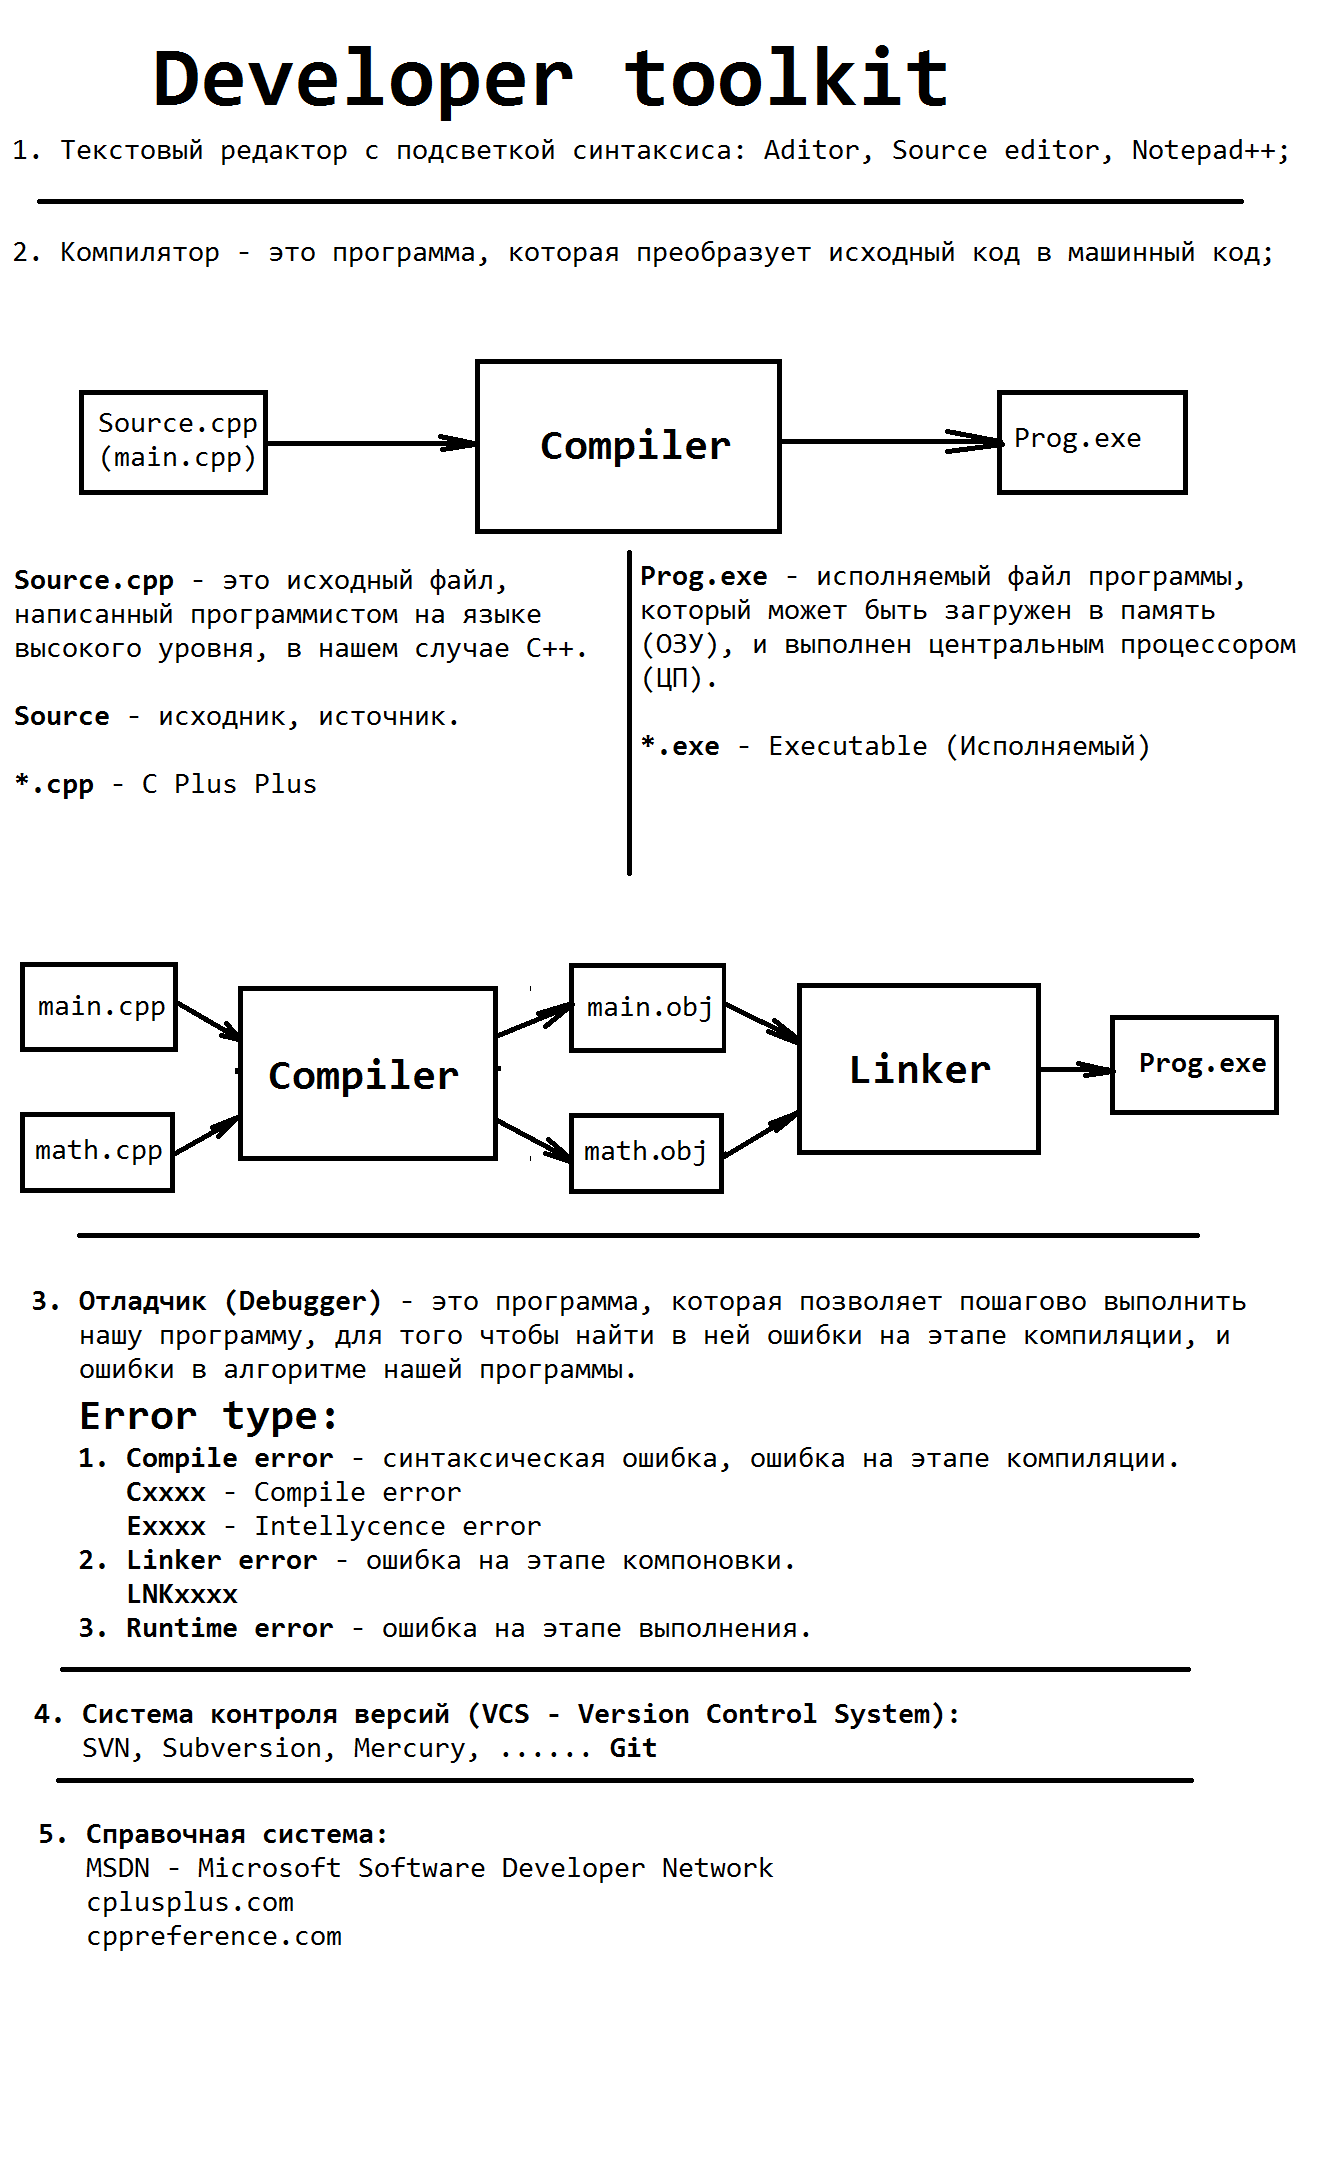 Developer toolkit
1. Текстовый редактор с подсветкой синтаксиса: Aditor, Source editor, Notepad++;
2. Компилятор - это программа, которая преобразует исходный код в машинный код;
Source.cpp
(main.cpp)
Compiler
Prog.exe
Source.cpp - это исходный файл,
написанный программистом на языке
высокого уровня, в нашем случае C++.
Source - исходник, источник.
*.cpp - C Plus Plus
Prog.exe - исполняемый файл программы,
который может быть загружен в память
(ОЗУ), и выполнен центральным процессором
(ЦП).
*.exe - Executable (Исполняемый)
main.cpp
math.cpp
Compiler
main.obj
math.obj
Linker
Prog.exe
3. Отладчик (Debugger) - это программа, которая позволяет пошагово выполнить
нашу программу, для того чтобы найти в ней ошибки на этапе компиляции, и
ошибки в алгоритме нашей программы.
Error type:
1. Compile error - синтаксическая ошибка, ошибка на этапе компиляции.
Cxxxx - Compile error
Exxxx - Intellycence error
2. Linker error - ошибка на этапе компоновки.
LNKxxxx
3. Runtime error - ошибка на этапе выполнения.
4. Система контроля версий (VCS - Version Control System):
SVN, Subversion, Mercury, ...... Git
5. Справочная система:
MSDN - Microsoft Software Developer Network
cplusplus.com
cppreference.com